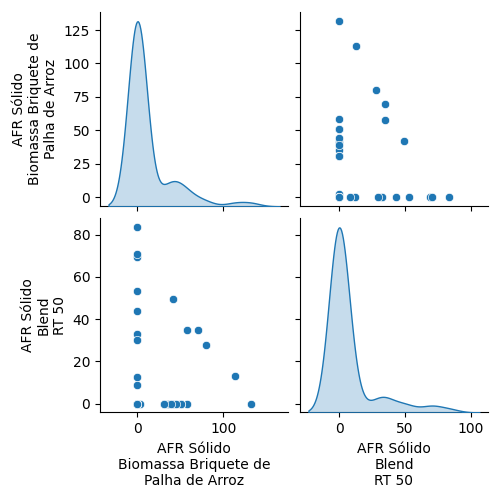 AFR Sólido
Biomassa Briquete de
Palha de Arroz
125
100
75
50
25
0
AFR Sólido
Blend
RT 50
80
60
40
20
0
0
100
AFR Sólido
Biomassa Briquete de
Palha de Arroz
0
50
100
AFR Sólido
Blend
RT 50